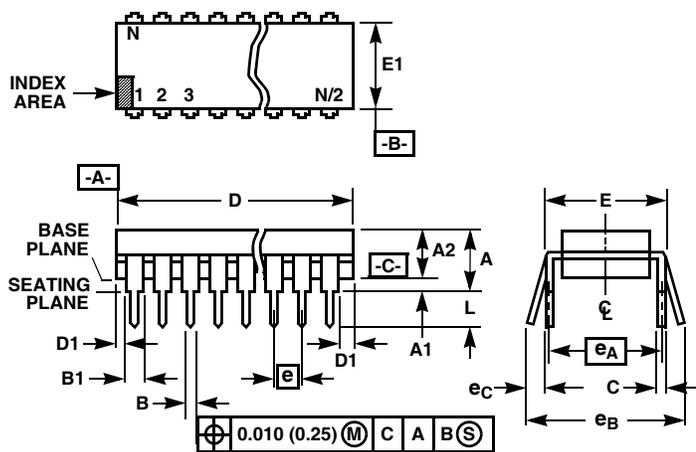 N
E1
INDEX
AREA
1 2 3 N/2
-B-
-A-
D
E
BASE
PLANE
A2
A
-C-
SEATING
PLANE
L
C
L
D1
A1
D1
eA
B1
e
eC
C
B
eB
0.010 (0.25) M C A B S